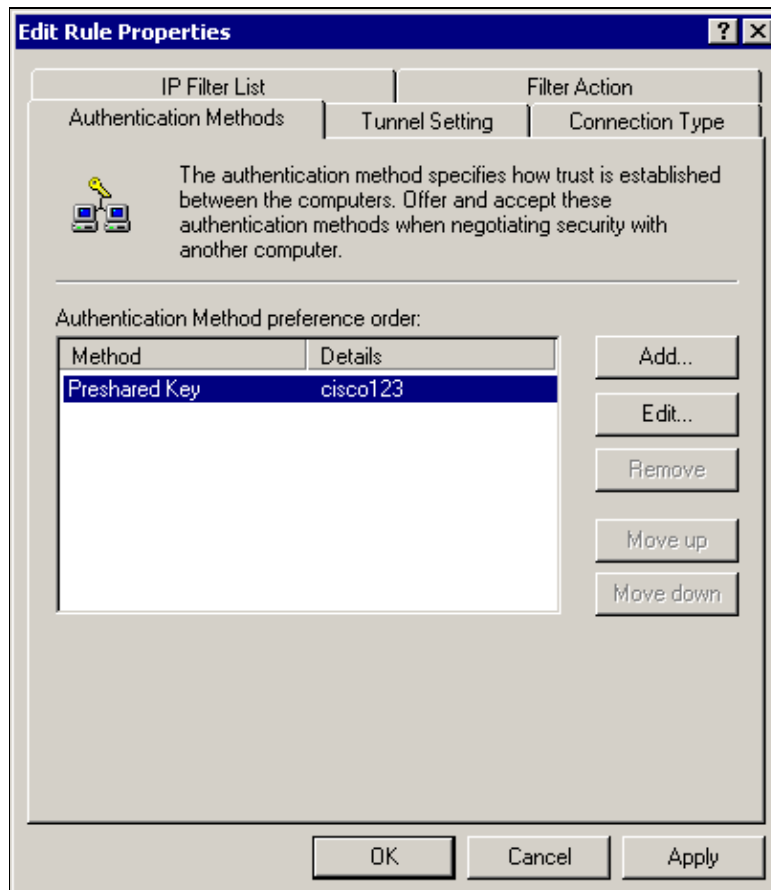 Edit Rule Properties
IP Filter List
Filter Action
Authentication Methods
Tunnel Setting
Connection Type
The authentication method specifies how trust is established
between the computers. Offer and accept these
authentication methods when negotiating security with
another computer.
Authentication Method preference order:
Method Details
Preshared Key cisco123
Add...
Edit...
Remove
Move up
Move down
OK
Cancel
Apply